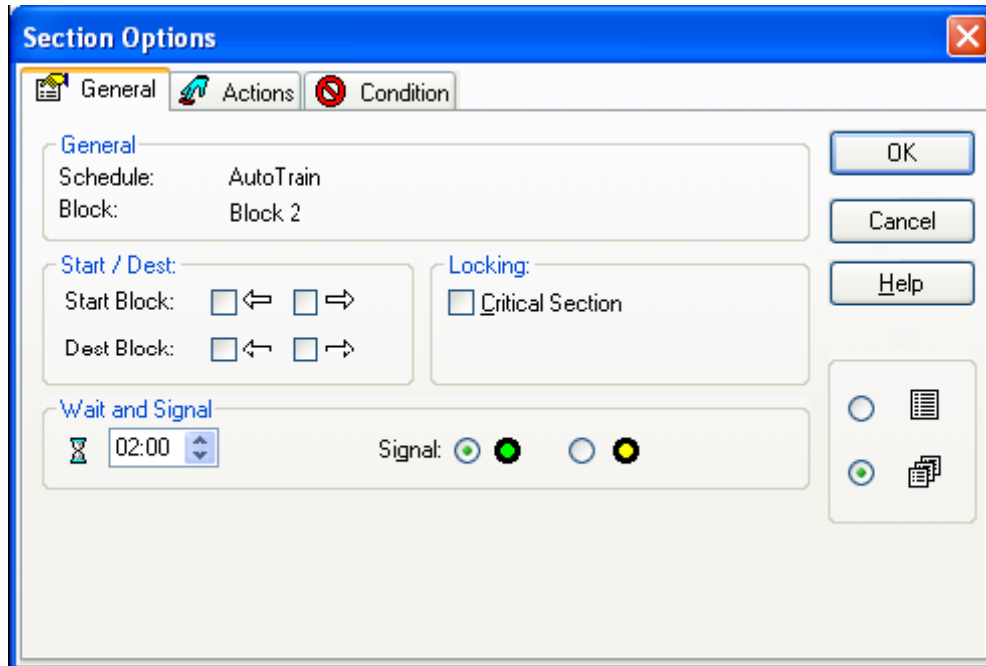 Section Options
General Actions Condition
General
Schedule: AutoTrain
Block: Block 2
Start / Dest:
Start Block:
Dest Block:
Locking:
Critical Section
Wait and Signal
02:00 Signal:
OK
Cancel
Help